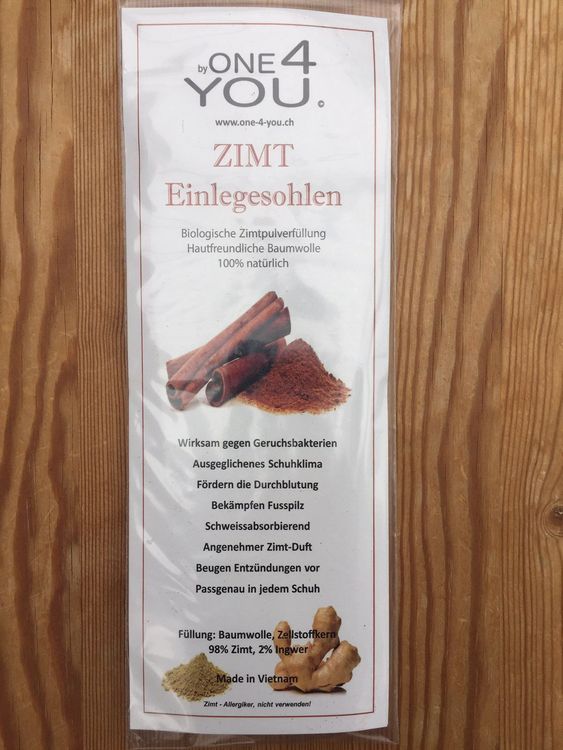 by ONE 4
YOU ©
www.one-4-you.ch
ZIMT
Einlegesohlen
Biologische Zimtpulverfüllung
Hautfreundliche Baumwolle
100% natürlich
Wirksam gegen Geruchsbakterien
Ausgeglichenes Schuhklima
Fördern die Durchblutung
Bekämpfen Fusspilz
Schweissabsorbierend
Angenehmer Zimt-Duft
Beugen Entzündungen vor
Passgenau in jedem Schuh
Füllung: Baumwolle, Zellstoffkern
98% Zimt, 2% Ingwer
Made in Vietnam
Zimt - Allergiker, nicht verwenden!